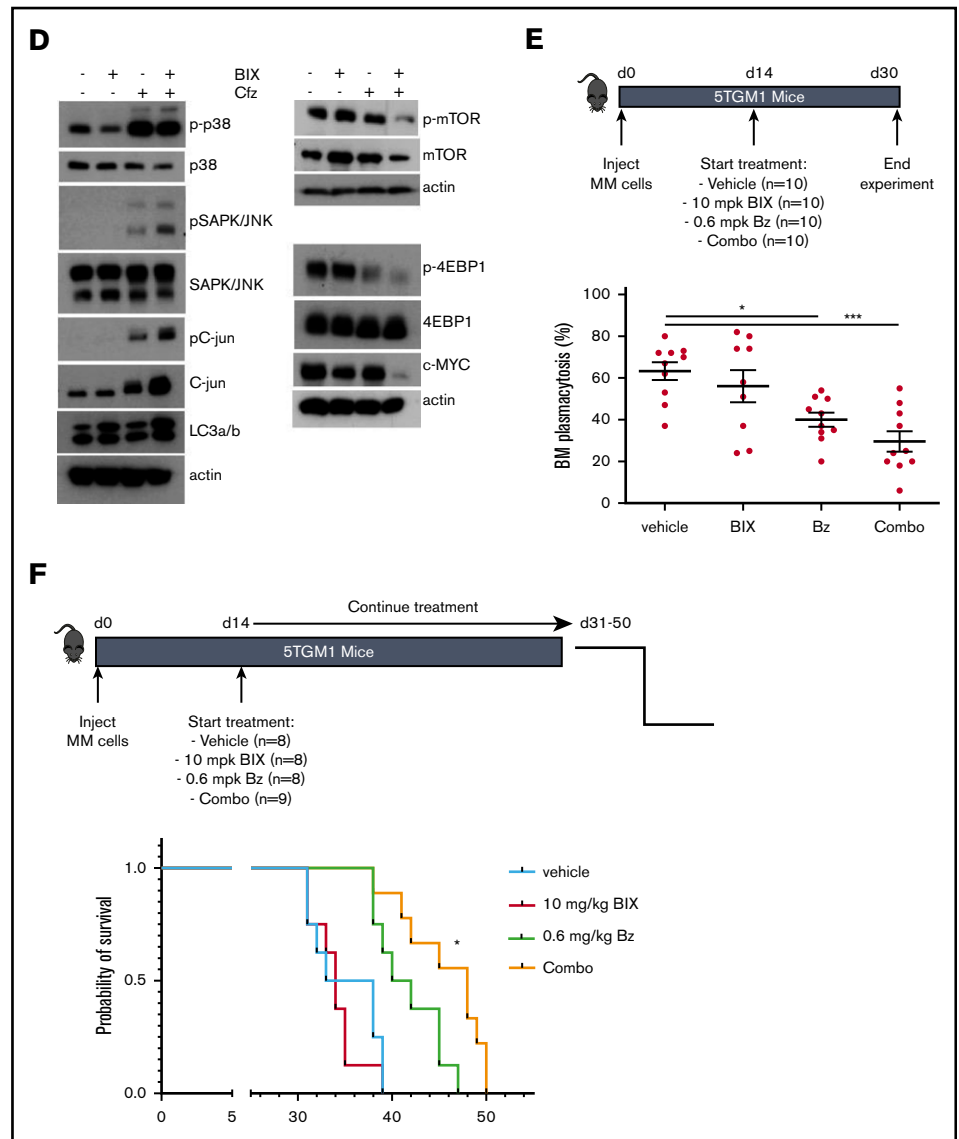 D
- + - + BIX
- - + + Cfz
p-p38
p38
pSAPK/JNK
SAPK/JNK
pC-jun
C-jun
LC3a/b
actin
- + - +
- - + +
p-mTOR
mTOR
actin
p-4EBP1
4EBP1
c-MYC
actin
E
d0 d14 d30
5TGM1 Mice
Inject
MM cells
Start treatment:
- Vehicle (n=10)
- 10 mpk BIX (n=10)
- 0.6 mpk Bz (n=10)
- Combo (n=10)
End
experiment
BM plasmacytosis (%)
100
80
60
40
20
0
*
***
vehicle BIX Bz Combo
F
Continue treatment
d0 d14 d31-50
5TGM1 Mice
Inject
MM cells
Start treatment:
- Vehicle (n=8)
- 10 mpk BIX (n=8)
- 0.6 mpk Bz (n=8)
- Combo (n=9)
Probability of survival
1.0
0.5
0.0
0 5 30 40 50
*
vehicle
10 mg/kg BIX
0.6 mg/kg Bz
Combo